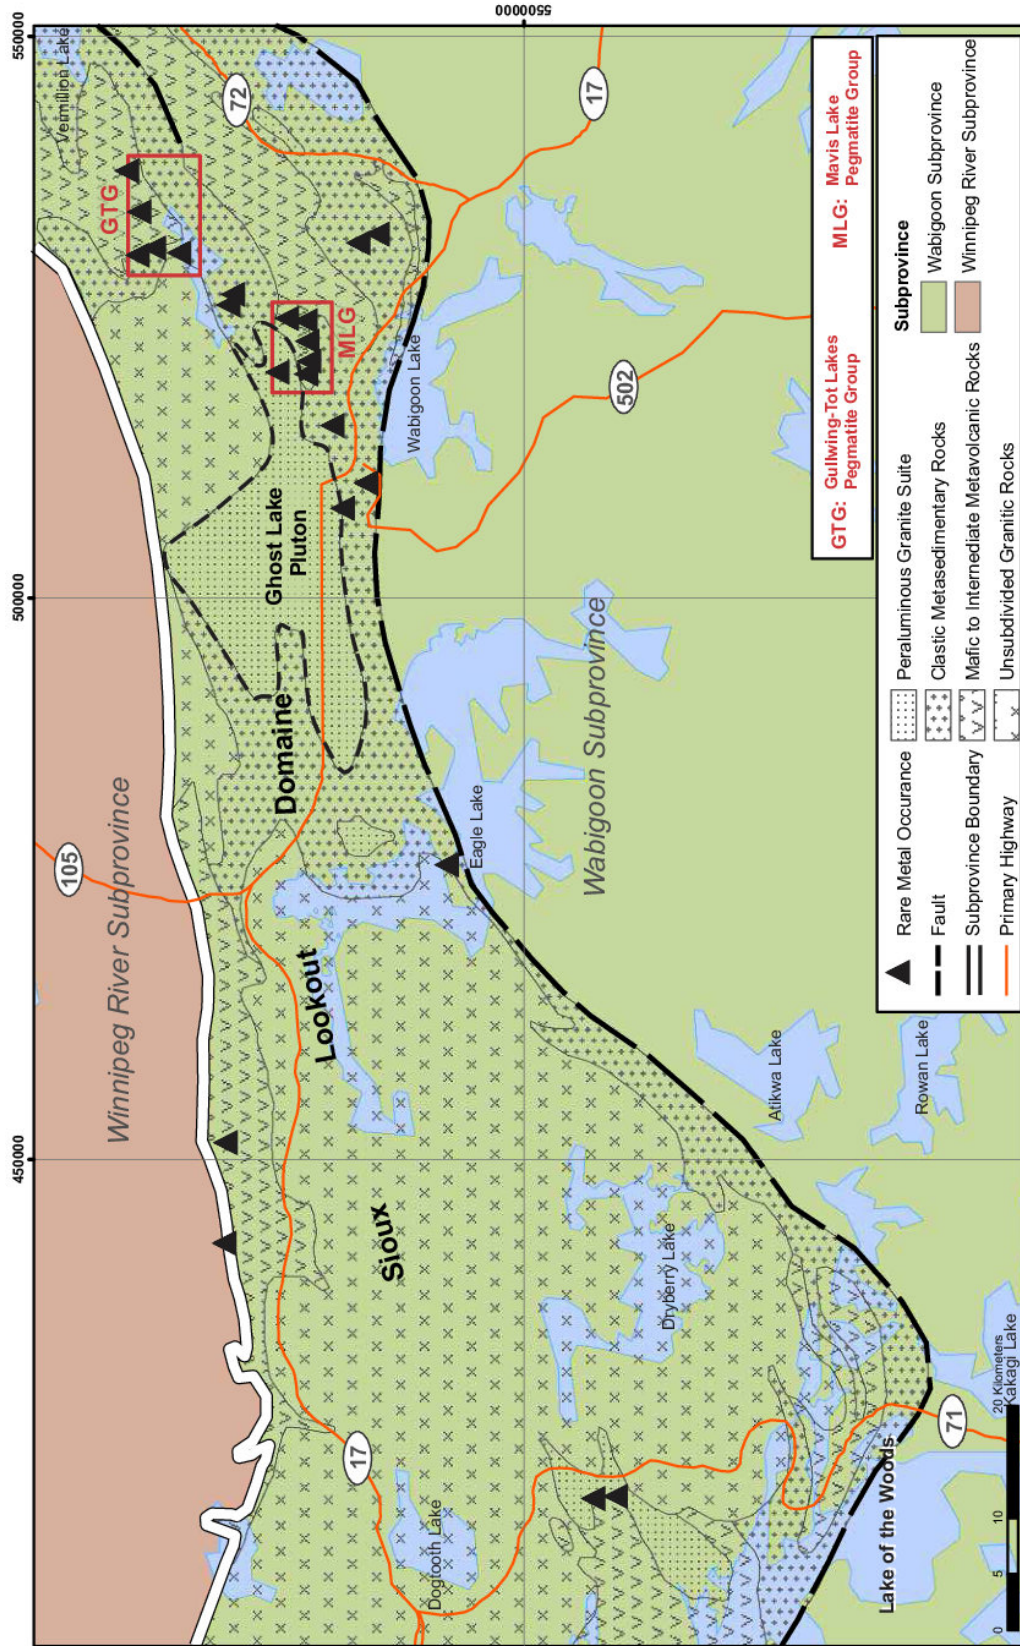 550000
500000
450000
5500000
Winnipeg River Subprovince
Wabigoon Subprovince
Sioux
Lookout
Domaine
Ghost Lake
Pluton
GTG
MLG
Vermillion Lake
Wabigoon Lake
Eagle Lake
Dryberry Lake
Dogtooth Lake
Atikwa Lake
Rowan Lake
Kakagi Lake
Lake of the Woods
105
17
72
17
502
71
0
5
10
20 Kilometers
GTG: Gullwing-Tot Lakes
Pegmatite Group
MLG: Mavis Lake
Pegmatite Group
Rare Metal Occurance
Fault
Subprovince Boundary
Primary Highway
Peraluminous Granite Suite
Clastic Metasedimentary Rocks
Mafic to Intermediate Metavolcanic Rocks
Unsubdivided Granitic Rocks
Subprovince
Wabigoon Subprovince
Winnipeg River Subprovince